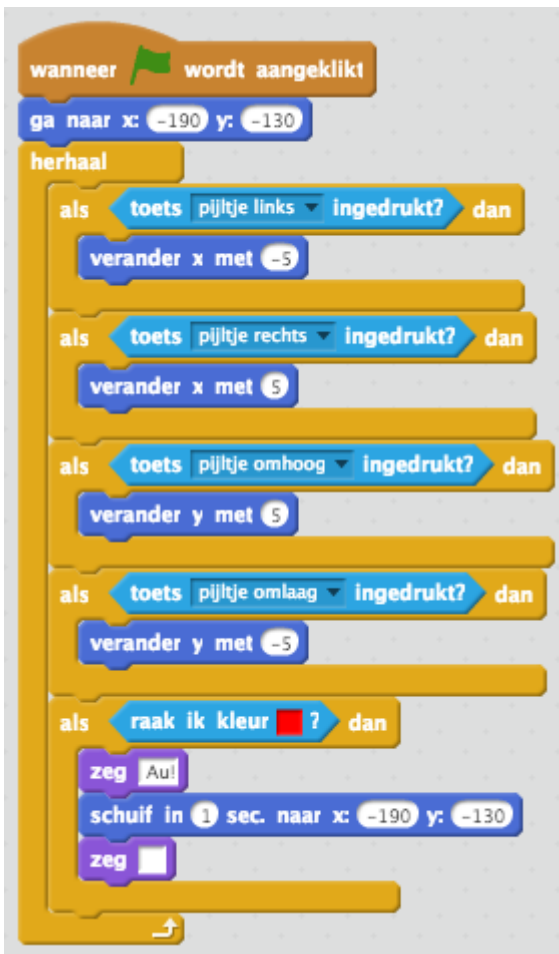 wanneer wordt aangeklikt
ga naar x: -190 y: -130
herhaal
als toets pijltje links ingedrukt? dan
verander x met -5
als toets pijltje rechts ingedrukt? dan
verander x met 5
als toets pijltje omhoog ingedrukt? dan
verander y met 5
als toets pijltje omlaag ingedrukt? dan
verander y met -5
als raak ik kleur ? dan
zeg Au!
schuif in 1 sec. naar x: -190 y: -130
zeg